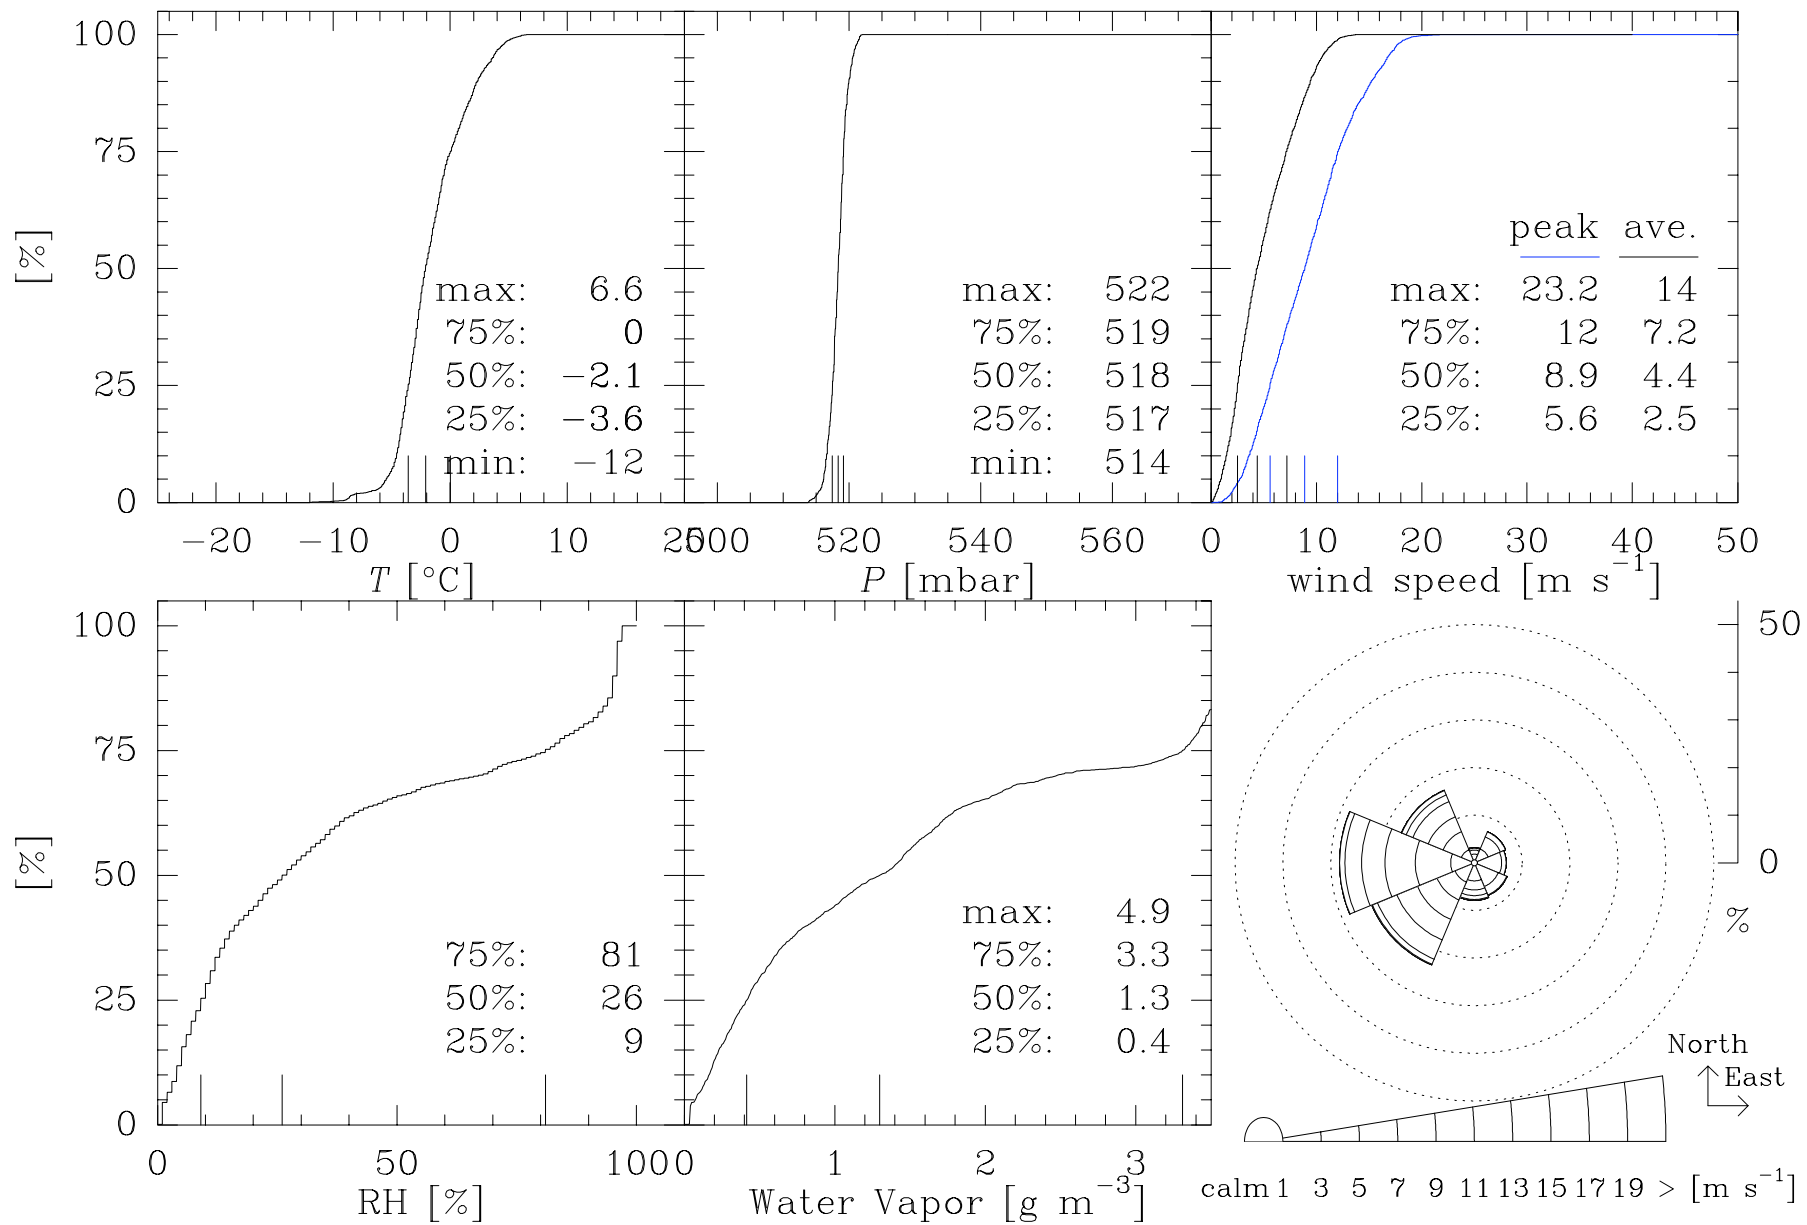 100
75
50
25
0
[%]
max: 6.6
75%: 0
50%: −2.1
25%: −3.6
min: −12
−20 −10 0 10 20
T [°C]
max: 522
75%: 519
50%: 518
25%: 517
min: 514
500 520 540 560
P [mbar]
peak ave.
max: 23.2 14
75%: 12 7.2
50%: 8.9 4.4
25%: 5.6 2.5
0 10 20 30 40 50
wind speed [m s−1]
100
75
50
25
0
[%]
75%: 81
50%: 26
25%: 9
0 50 100
RH [%]
max: 4.9
75%: 3.3
50%: 1.3
25%: 0.4
0 1 2 3
Water Vapor [g m−3]
50
0
%
North
East
calm 1 3 5 7 9 11 13 15 17 19 > [m s−1]